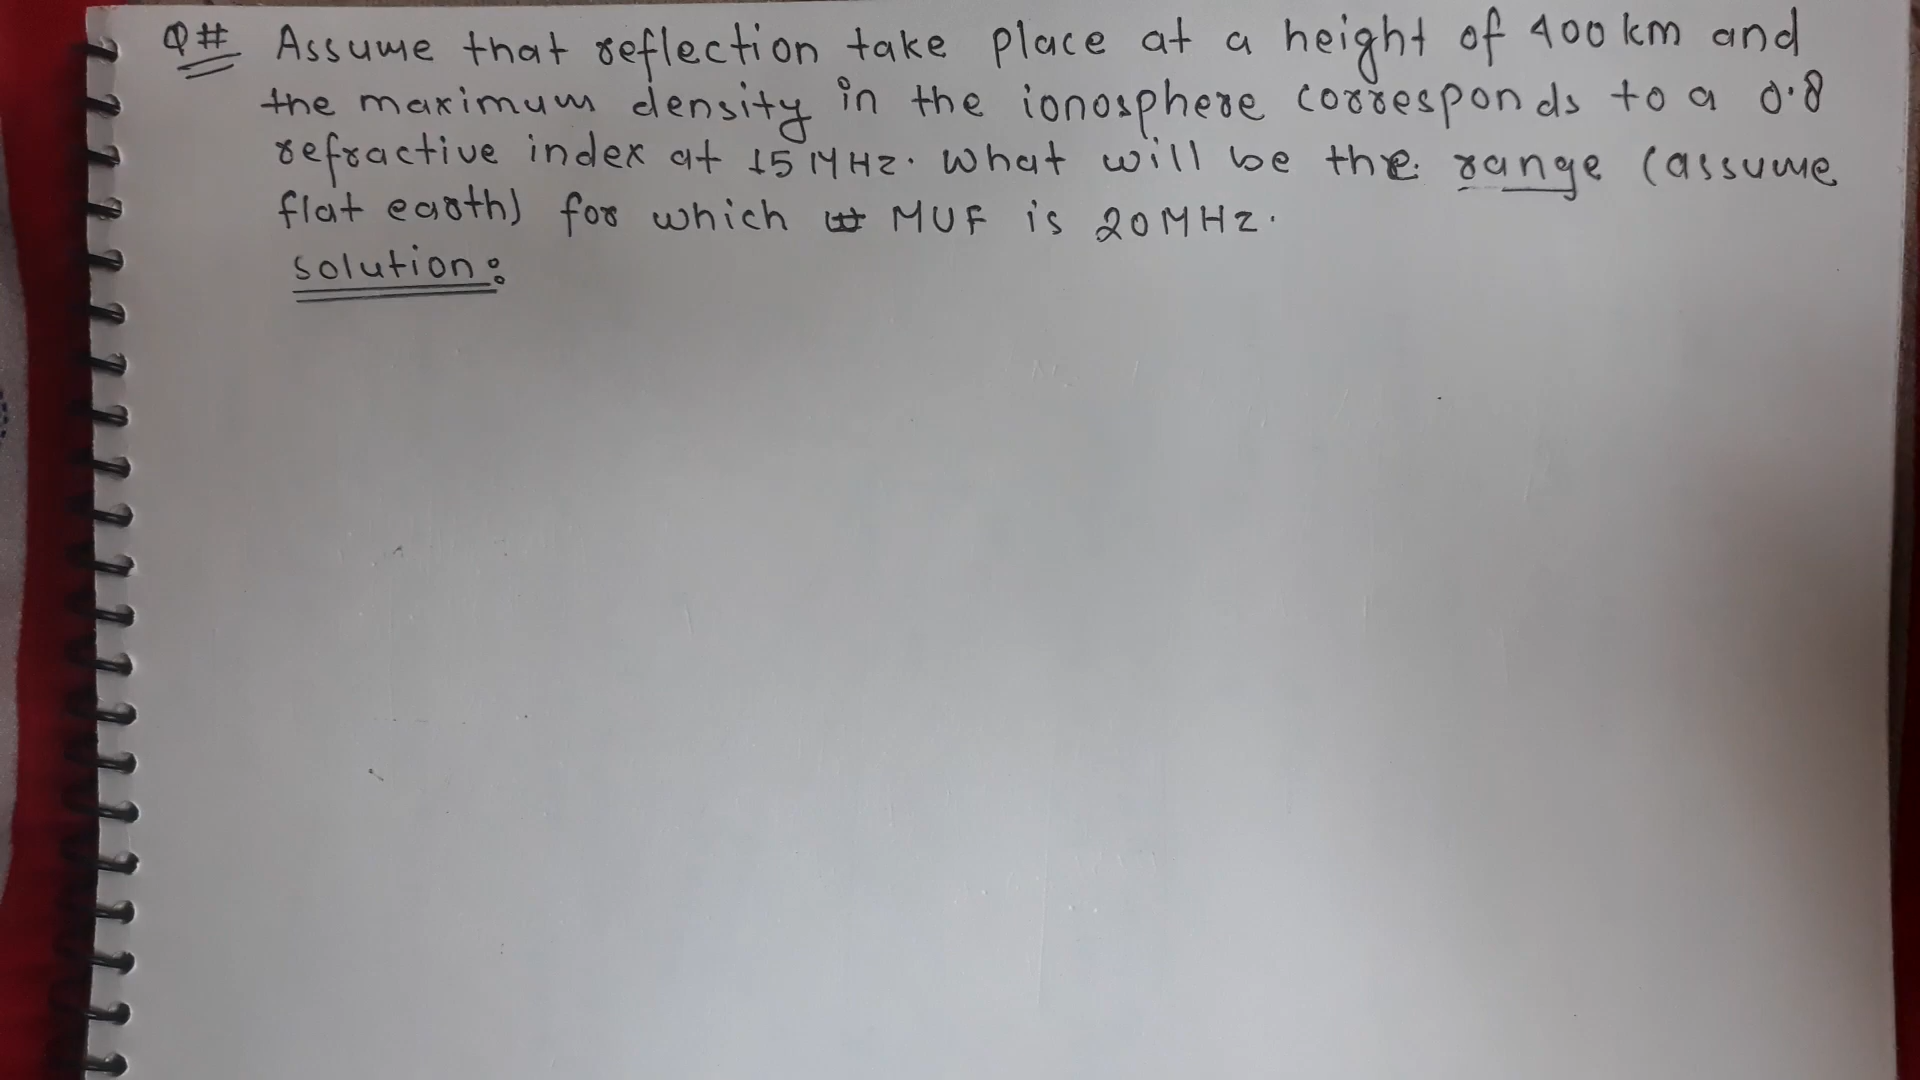 Q# Assume that reflection take place at a height of 400 km and
the maximum density in the ionosphere corresponds to a 0.8
refractive index at 15 MHz. What will be the range (assume
flat earth) for which MUF is 20 MHz.
solution: